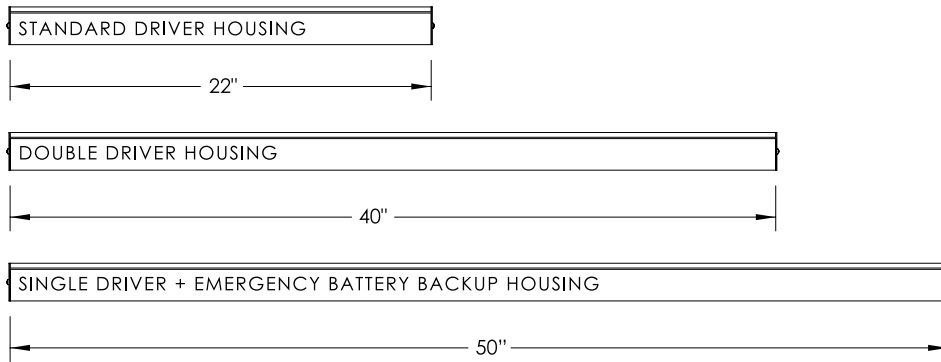 STANDARD DRIVER HOUSING
22"
DOUBLE DRIVER HOUSING
40"
SINGLE DRIVER + EMERGENCY BATTERY BACKUP HOUSING
50”